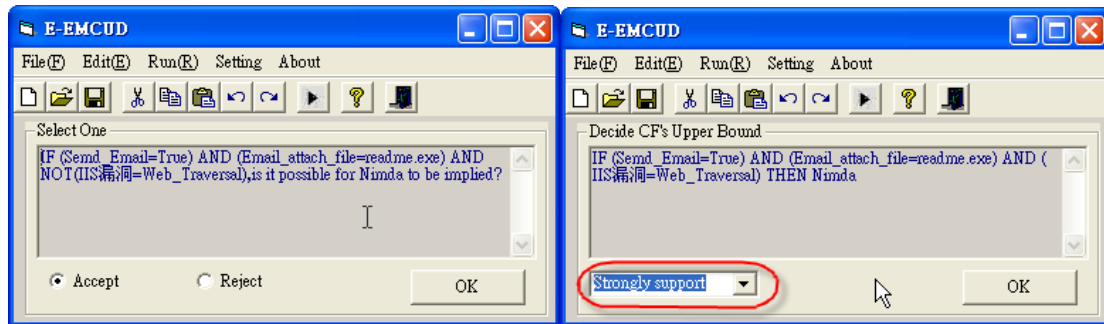 E-EMCUD
File(F) Edit(E) Run(R) Setting About
Select One
IF (Semd_Email=True) AND (Email_attach_file=readme.exe) AND
NOT(IIS漏洞=Web_Traversal),is it possible for Nimda to be implied?
Accept Reject OK
E-EMCUD
File(F) Edit(E) Run(R) Setting About
Decide CF's Upper Bound
IF (Semd_Email=True) AND (Email_attach_file=readme.exe) AND (
IIS漏洞=Web_Traversal) THEN Nimda
Strongly support OK